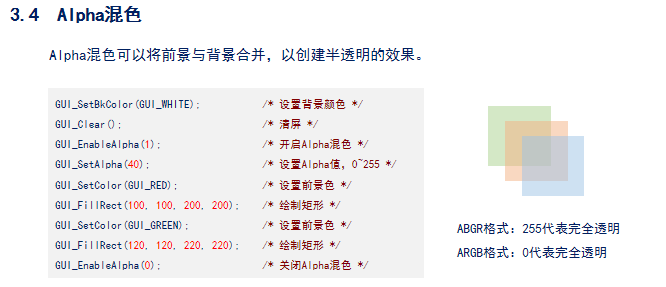 3.4 Alpha混色
Alpha混色可以将前景与背景合并，以创建半透明的效果。
GUI_SetBkColor(GUI_WHITE); /* 设置背景颜色 */
GUI_Clear(); /* 清屏 */
GUI_EnableAlpha(1); /* 开启Alpha混色 */
GUI_SetAlpha(40); /* 设置Alpha值，0~255 */
GUI_SetColor(GUI_RED); /* 设置前景色 */
GUI_FillRect(100, 100, 200, 200); /* 绘制矩形 */
GUI_SetColor(GUI_GREEN); /* 设置前景色 */
GUI_FillRect(120, 120, 220, 220); /* 绘制矩形 */
GUI_EnableAlpha(0); /* 关闭Alpha混色 */
ABGR格式：255代表完全透明
ARGB格式：0代表完全透明